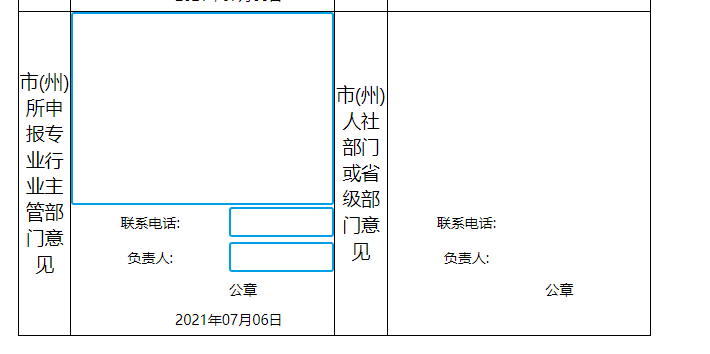 市(州)
所申
报专
业行
业主
管部
门意
见
联系电话:
负责人:
公章
2021年07月06日
市(州)
人社
部门
或省
级部
门意
见
联系电话:
负责人:
公章